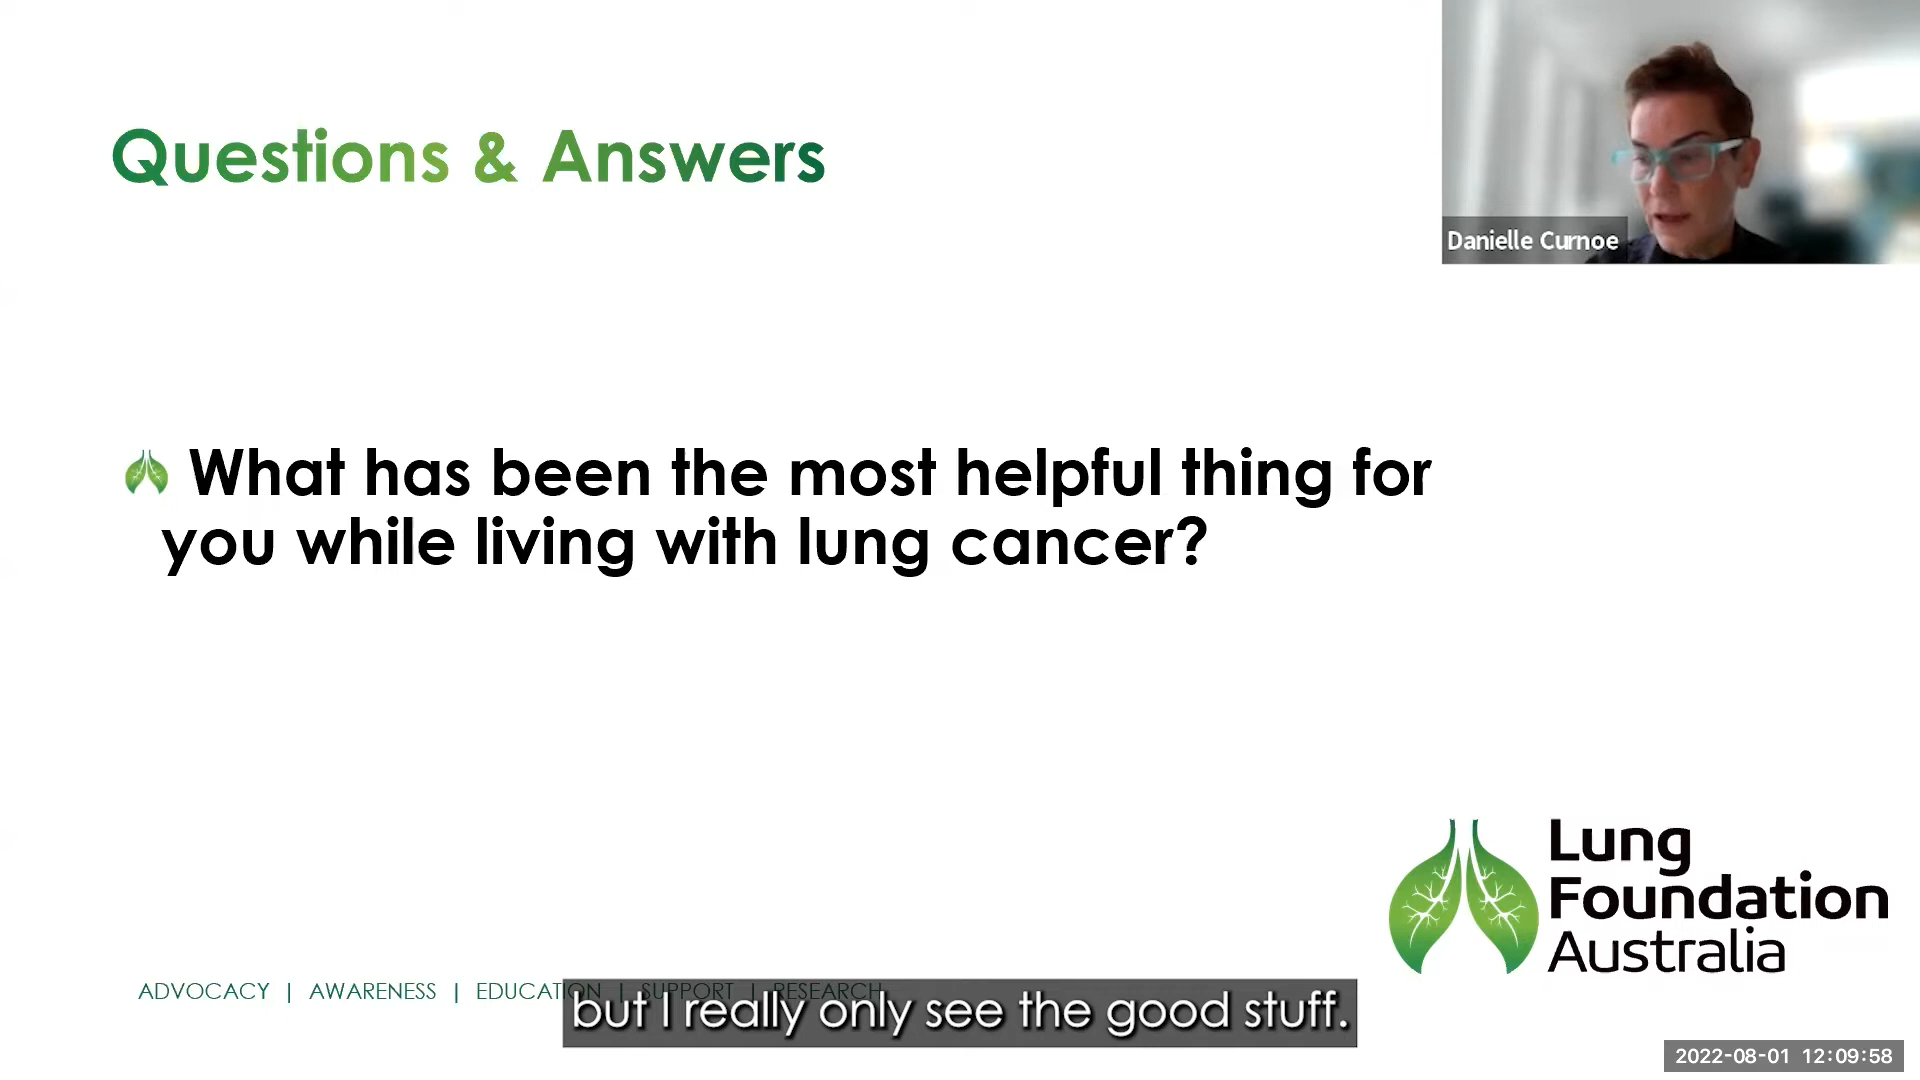 Questions & Answers
Danielle Curnoe
What has been the most helpful thing for
you while living with lung cancer?
Lung
Foundation
Australia
ADVOCACY | AWARENESS | EDUCATION | SUPPORT | RESEARCH
but I really only see the good stuff.
2022-08-01 12:09:58